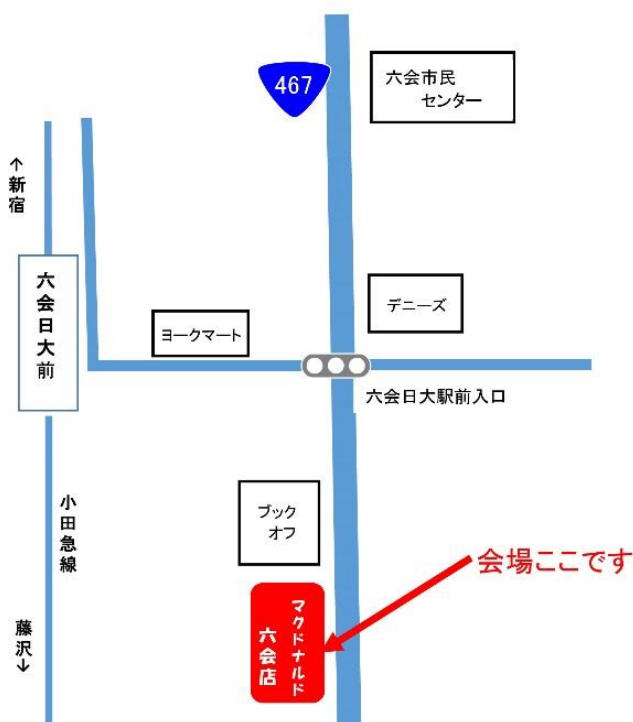 467
六会市民
センター
↑新宿
六会日大前
デニーズ
ヨークマート
六会日大駅前入口
小田急線
ブック
オフ
会場ここです
マクドナルド
六会店
藤沢↓